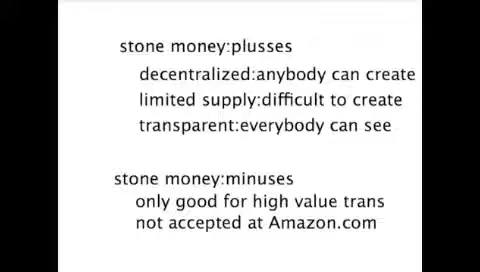 stone money:plusses
decentralized:anybody can create
limited supply:difficult to create
transparent:everybody can see
stone money:minuses
only good for high value trans
not accepted at Amazon.com